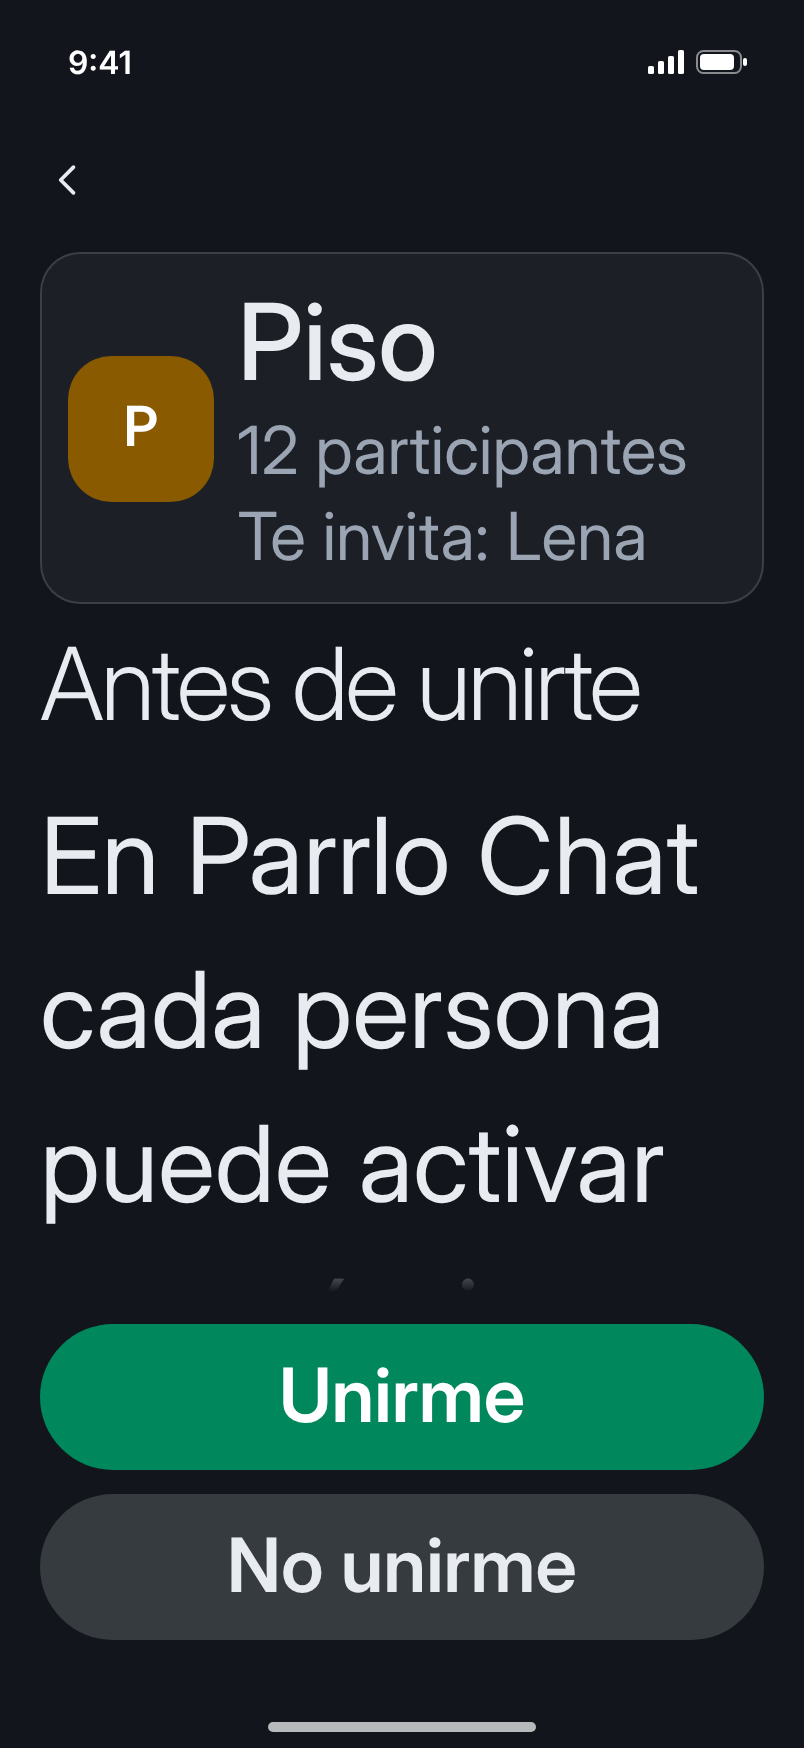 9:41
Piso
P
12 participantes
Te invita: Lena
Antes de unirte
En Parrlo Chat
cada persona
puede activar
Unirme
No unirme